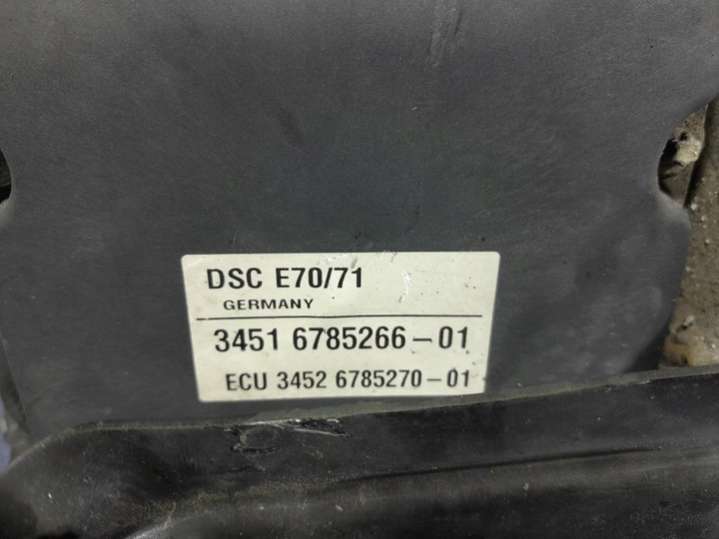 DSC E70/71
GERMANY
3451 6785266-01
ECU 3452 6785270-01